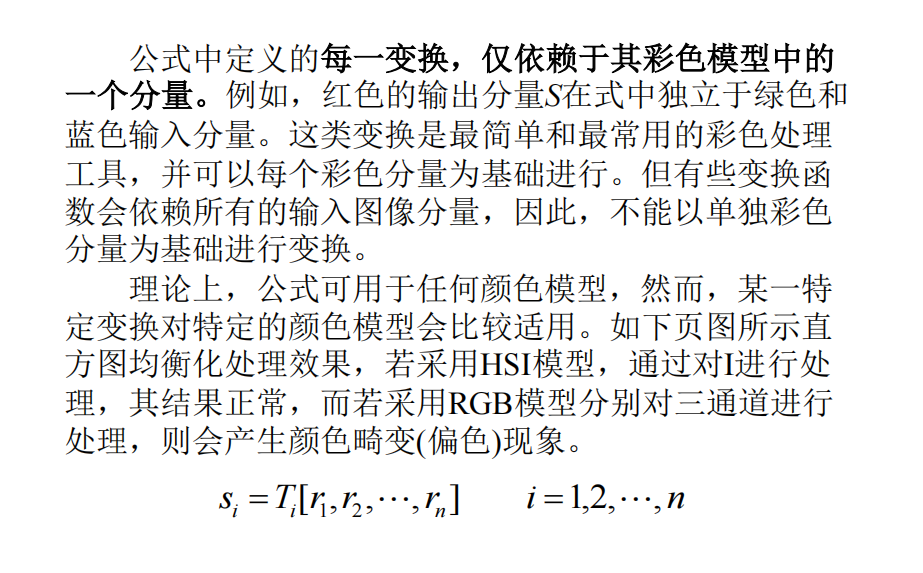 公式中定义的每一变换，仅依赖于其彩色模型中的
一个分量。例如，红色的输出分量S在式中独立于绿色和
蓝色输入分量。这类变换是最简单和最常用的彩色处理
工具，并可以每个彩色分量为基础进行。但有些变换函
数会依赖所有的输入图像分量，因此，不能以单独彩色
分量为基础进行变换。
理论上，公式可用于任何颜色模型，然而，某一特
定变换对特定的颜色模型会比较适用。如下页图所示直
方图均衡化处理效果，若采用HSI模型，通过对I进行处
理，其结果正常，而若采用RGB模型分别对三通道进行
处理，则会产生颜色畸变(偏色)现象。
s_i = T_i[r_1, r_2, ⋯, r_n]  i = 1,2,⋯,n